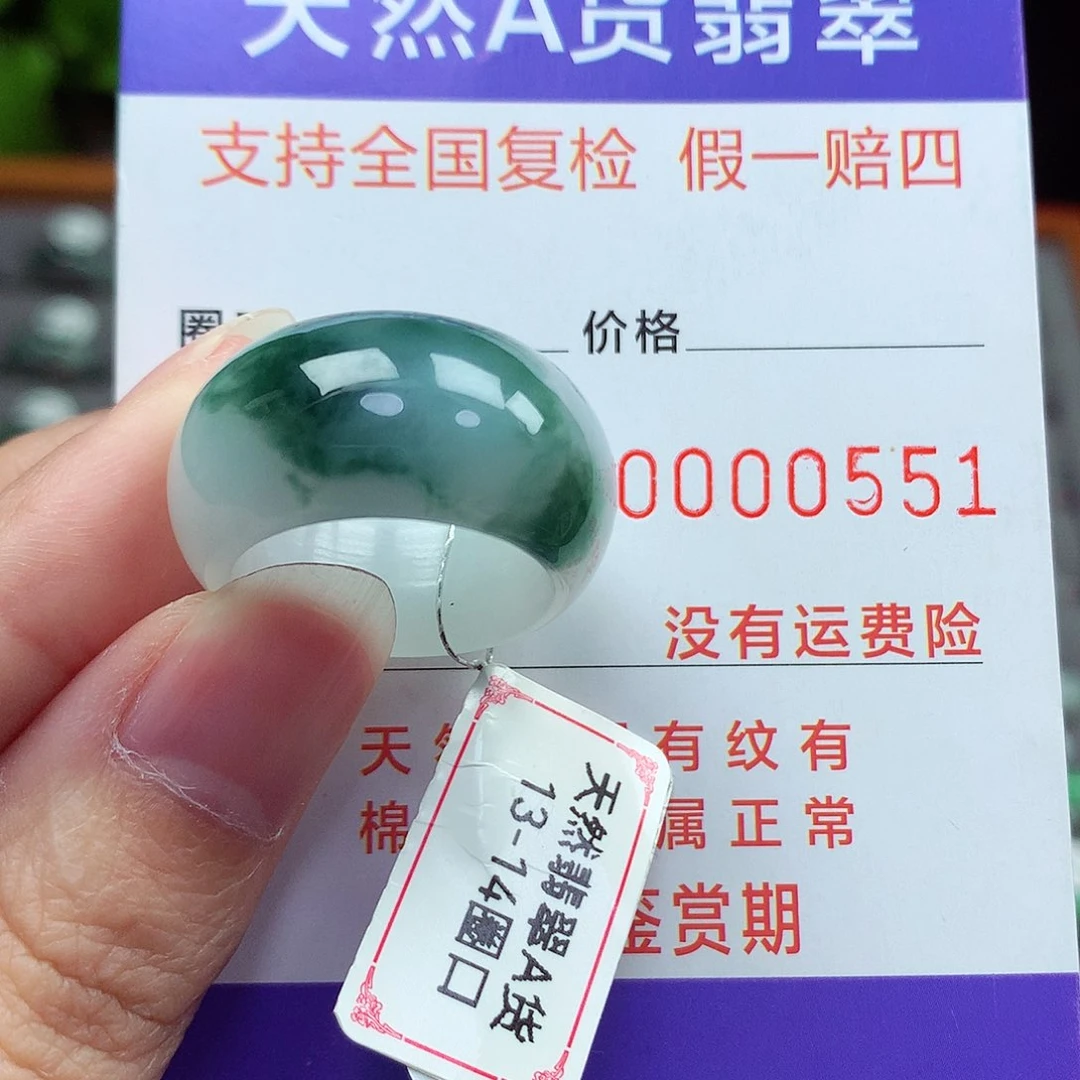 天然A货翡翠
支持全国复检 假一赔四
圈
价格
0000551
没有运费险
天 有纹有
棉 属正常
鉴赏期
天然翡翠A货
13-14圈口